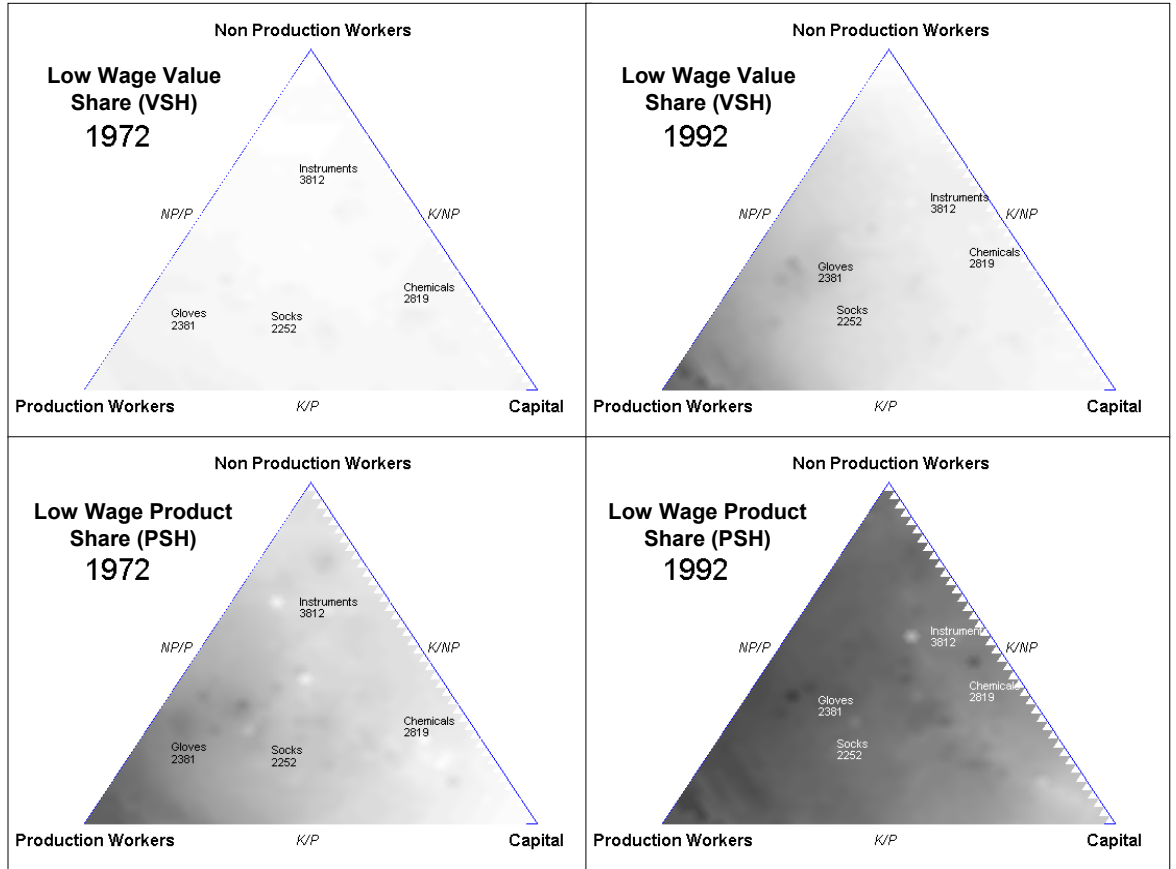 Non Production Workers
Low Wage Value
Share (VSH)
1972
Instruments
3812
NP/P
K/NP
Chemicals
2819
Gloves
2381
Socks
2252
Production Workers
K/P
Capital
Non Production Workers
Low Wage Value
Share (VSH)
1992
Instruments
3812
NP/P
K/NP
Chemicals
2819
Gloves
2381
Socks
2252
Production Workers
K/P
Capital
Non Production Workers
Low Wage Product
Share (PSH)
1972
Instruments
3812
NP/P
K/NP
Chemicals
2819
Gloves
2381
Socks
2252
Production Workers
K/P
Capital
Non Production Workers
Low Wage Product
Share (PSH)
1992
Instruments
3812
NP/P
K/NP
Chemicals
2819
Gloves
2381
Socks
2252
Production Workers
K/P
Capital